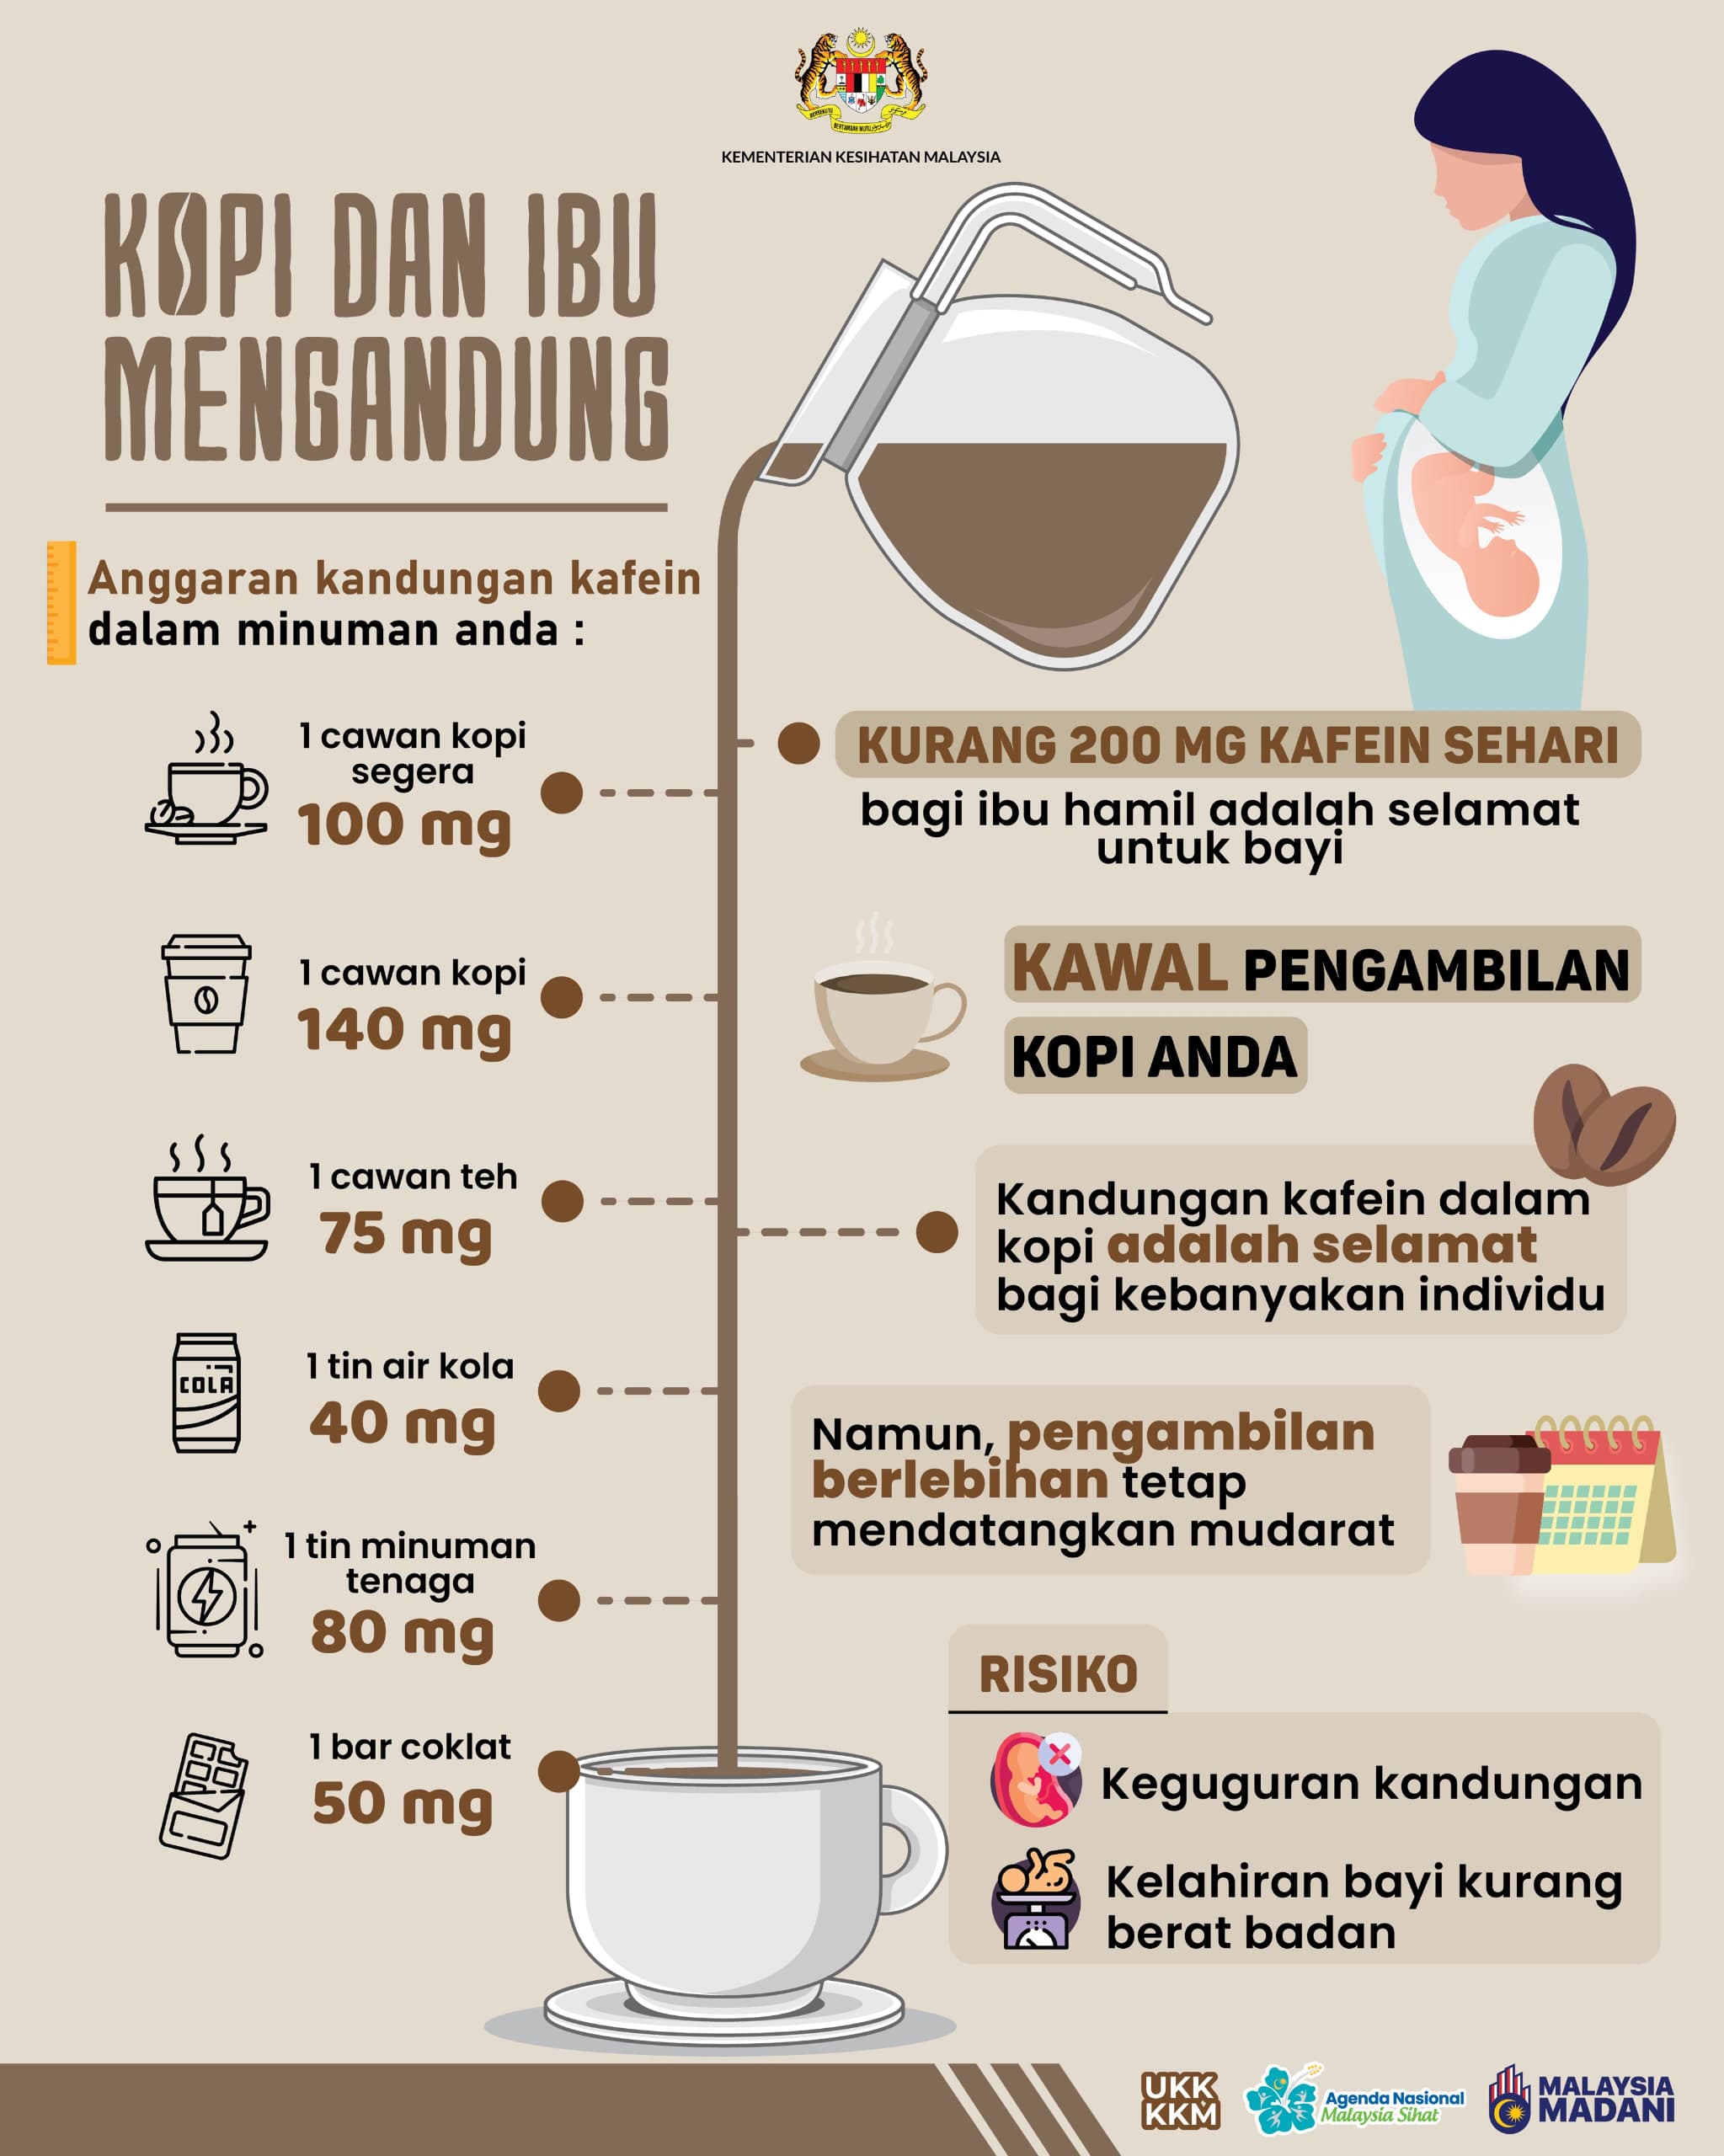 KEMENTERIAN KESIHATAN MALAYSIA
KOPI DAN IBU
MENGANDUNG
Anggaran kandungan kafein
dalam minuman anda :
1 cawan kopi
segera
100 mg
1 cawan kopi
140 mg
1 cawan teh
75 mg
COLA
1 tin air kola
40 mg
1 tin minuman
tenaga
80 mg
1 bar coklat
50 mg
KURANG 200 MG KAFEIN SEHARI
bagi ibu hamil adalah selamat
untuk bayi
KAWAL PENGAMBILAN
KOPI ANDA
Kandungan kafein dalam
kopi adalah selamat
bagi kebanyakan individu
Namun, pengambilan
berlebihan tetap
mendatangkan mudarat
RISIKO
Keguguran kandungan
Kelahiran bayi kurang
berat badan
UKK
KKM
Agenda Nasional
Malaysia Sihat
MALAYSIA
MADANI